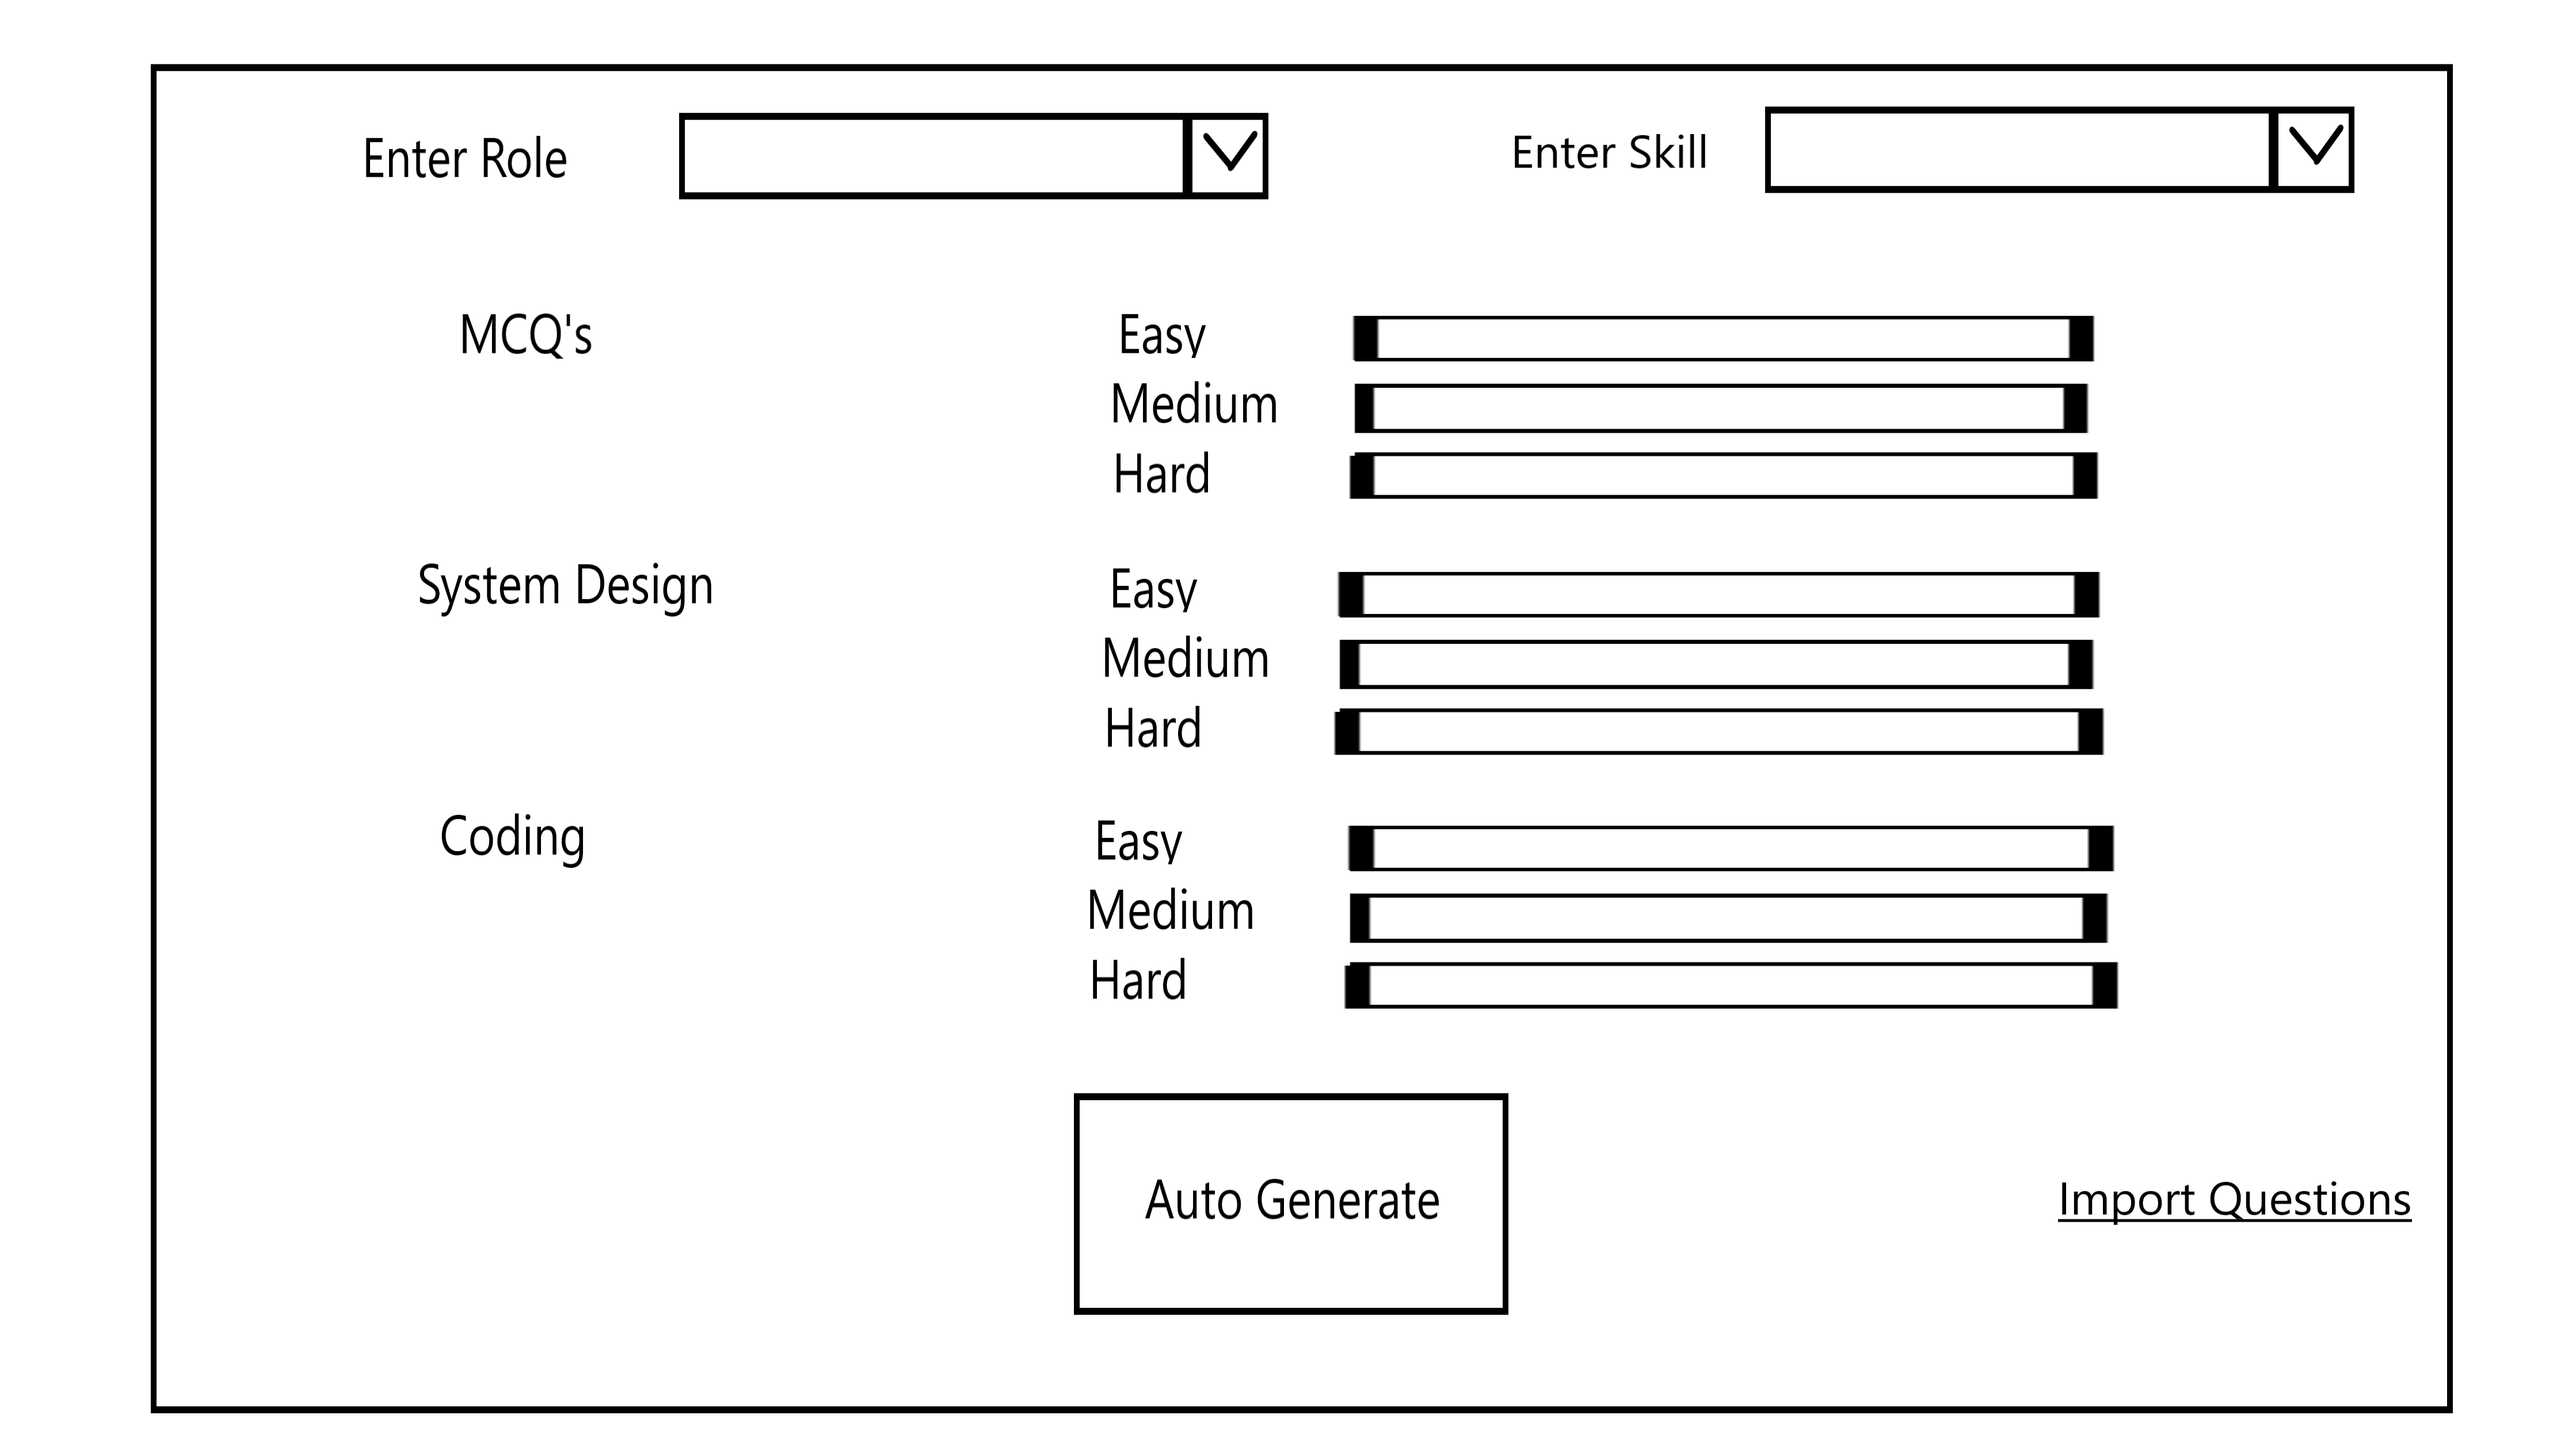 Enter Role
Enter Skill
MCQ's
Easy
Medium
Hard
System Design
Easy
Medium
Hard
Coding
Easy
Medium
Hard
Auto Generate
Import Questions